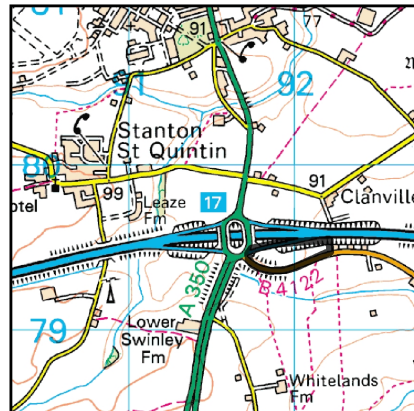 191
77
91
92
Stanton
St Quintin
80
17
91
99
Leaze
Fm
Clanville
otel
A 350
B 4122
79
Lower
Swinley
Fm
Whitelands
Fm